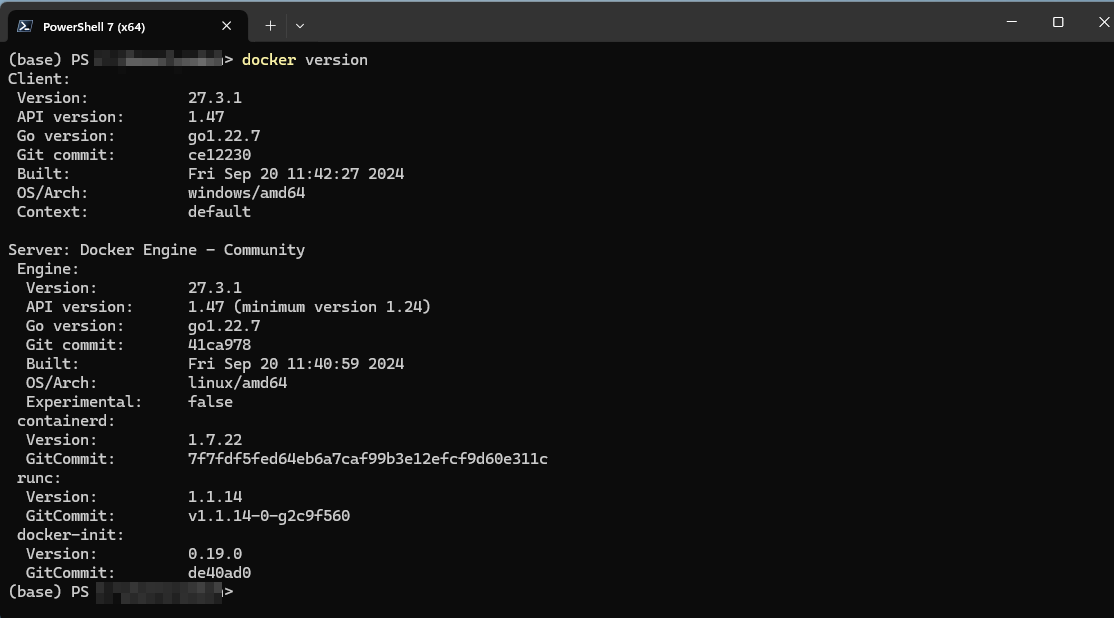 PowerShell 7 (x64)
(base) PS > docker version
Client:
 Version:           27.3.1
 API version:       1.47
 Go version:        go1.22.7
 Git commit:        ce12230
 Built:             Fri Sep 20 11:42:27 2024
 OS/Arch:           windows/amd64
 Context:           default

Server: Docker Engine - Community
 Engine:
  Version:          27.3.1
  API version:      1.47 (minimum version 1.24)
  Go version:       go1.22.7
  Git commit:       41ca978
  Built:            Fri Sep 20 11:40:59 2024
  OS/Arch:          linux/amd64
  Experimental:     false
 containerd:
  Version:          1.7.22
  GitCommit:        7f7fdf5fed64eb6a7caf99b3e12efcf9d60e311c
 runc:
  Version:          1.1.14
  GitCommit:        v1.1.14-0-g2c9f560
 docker-init:
  Version:          0.19.0
  GitCommit:        de40ad0
(base) PS >